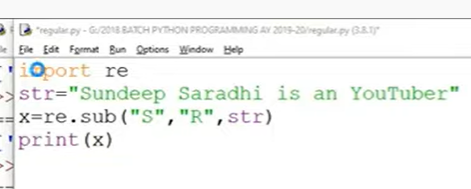 *regular.py - G:/2018 BATCH PYTHON PROGRAMMING AY 2019-20/regular.py (3.8.1)*
File Edit Format Run Options Window Help
import re
str="Sundeep Saradhi is an YouTuber"
x=re.sub("S","R",str)
print(x)